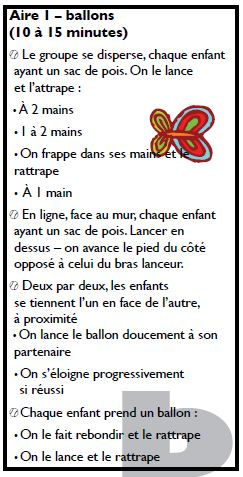 Aire 1 – ballons
(10 à 15 minutes)
Le groupe se disperse, chaque enfant
ayant un sac de pois. On le lance
et l'attrape :
• À 2 mains
• 1 à 2 mains
• On frappe dans ses mains et le
rattrape
• À 1 main
En ligne, face au mur, chaque enfant
ayant un sac de pois. Lancer en
dessus – on avance le pied du côté
opposé à celui du bras lanceur.
Deux par deux, les enfants
se tiennent l'un en face de l'autre,
à proximité
• On lance le ballon doucement à son
partenaire
• On s'éloigne progressivement
si réussi
Chaque enfant prend un ballon :
• On le fait rebondir et le rattrape
• On le lance et le rattrape